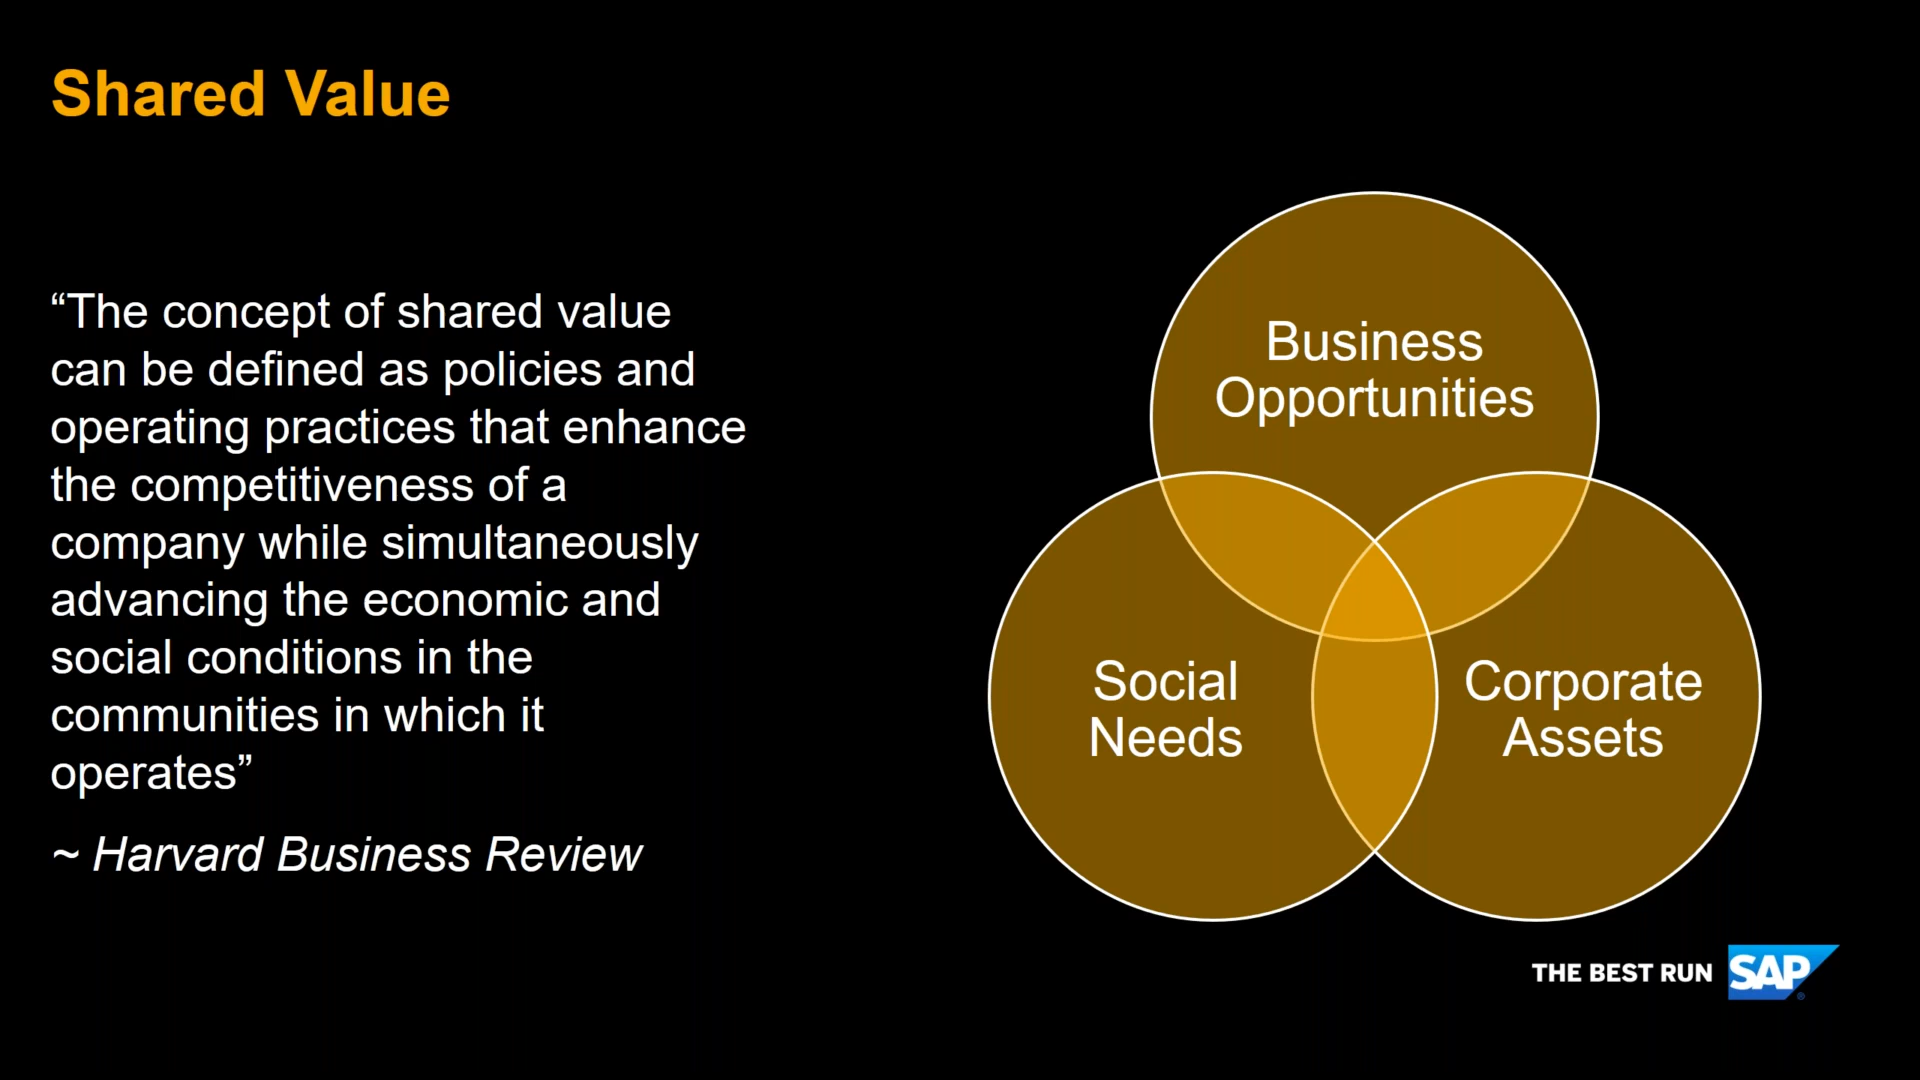 Shared Value
“The concept of shared value
can be defined as policies and
operating practices that enhance
the competitiveness of a
company while simultaneously
advancing the economic and
social conditions in the
communities in which it
operates”
~ Harvard Business Review
Business
Opportunities
Social
Needs
Corporate
Assets
THE BEST RUN SAP®